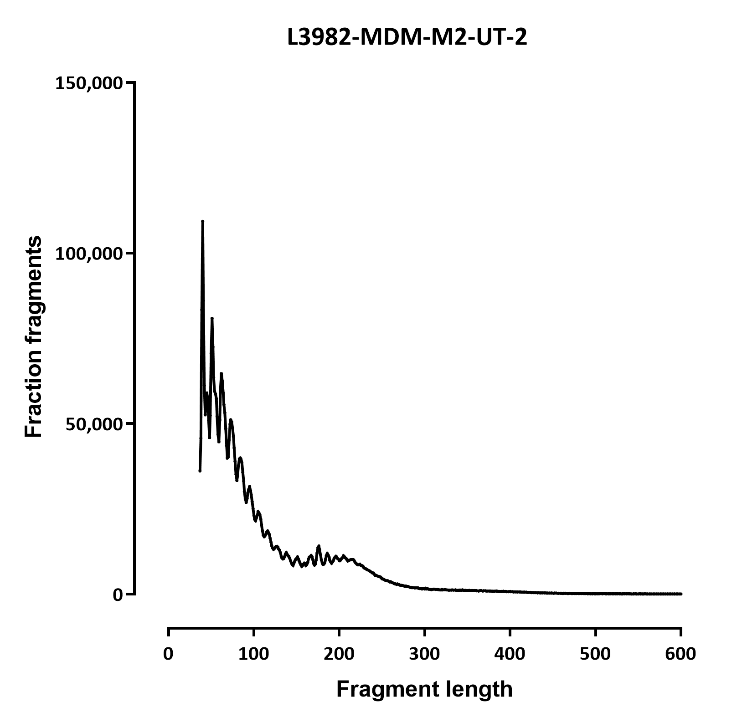 L3982-MDM-M2-UT-2
150,000
100,000
50,000
0
Fraction fragments
0 100 200 300 400 500 600
Fragment length